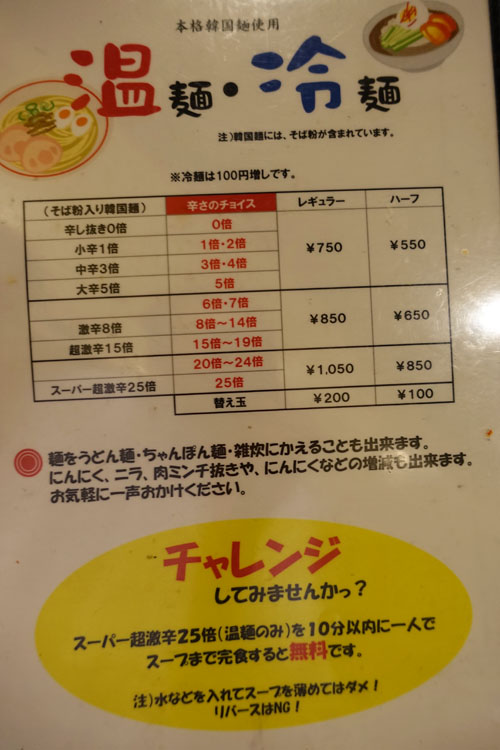 本格韓国麺使用
温麺・冷麺
注)韓国麺には、そば粉が含まれています。
※冷麺は100円増しです。
（そば粉入り韓国麺） 辛さのチョイス レギュラー ハーフ
辛し抜き0倍 0倍
小辛1倍 1倍・2倍 ￥750 ￥550
中辛3倍 3倍・4倍
大辛5倍 5倍
6倍・7倍
激辛8倍 8倍～14倍 ￥850 ￥650
超激辛15倍 15倍～19倍
20倍～24倍 ￥1,050 ￥850
スーパー超激辛25倍 25倍
替え玉 ￥200 ￥100
麺をうどん麺・ちゃんぽん麺・雑炊にかえることも出来ます。
にんにく、ニラ、肉ミンチ抜きや、にんにくなどの増減も出来ます。
お気軽に一声おかけください。
チャレンジ
してみませんかっ？
スーパー超激辛25倍(温麺のみ)を10分以内に一人で
スープまで完食すると無料です。
注)水などを入れてスープを薄めてはダメ！
リバースはNG！